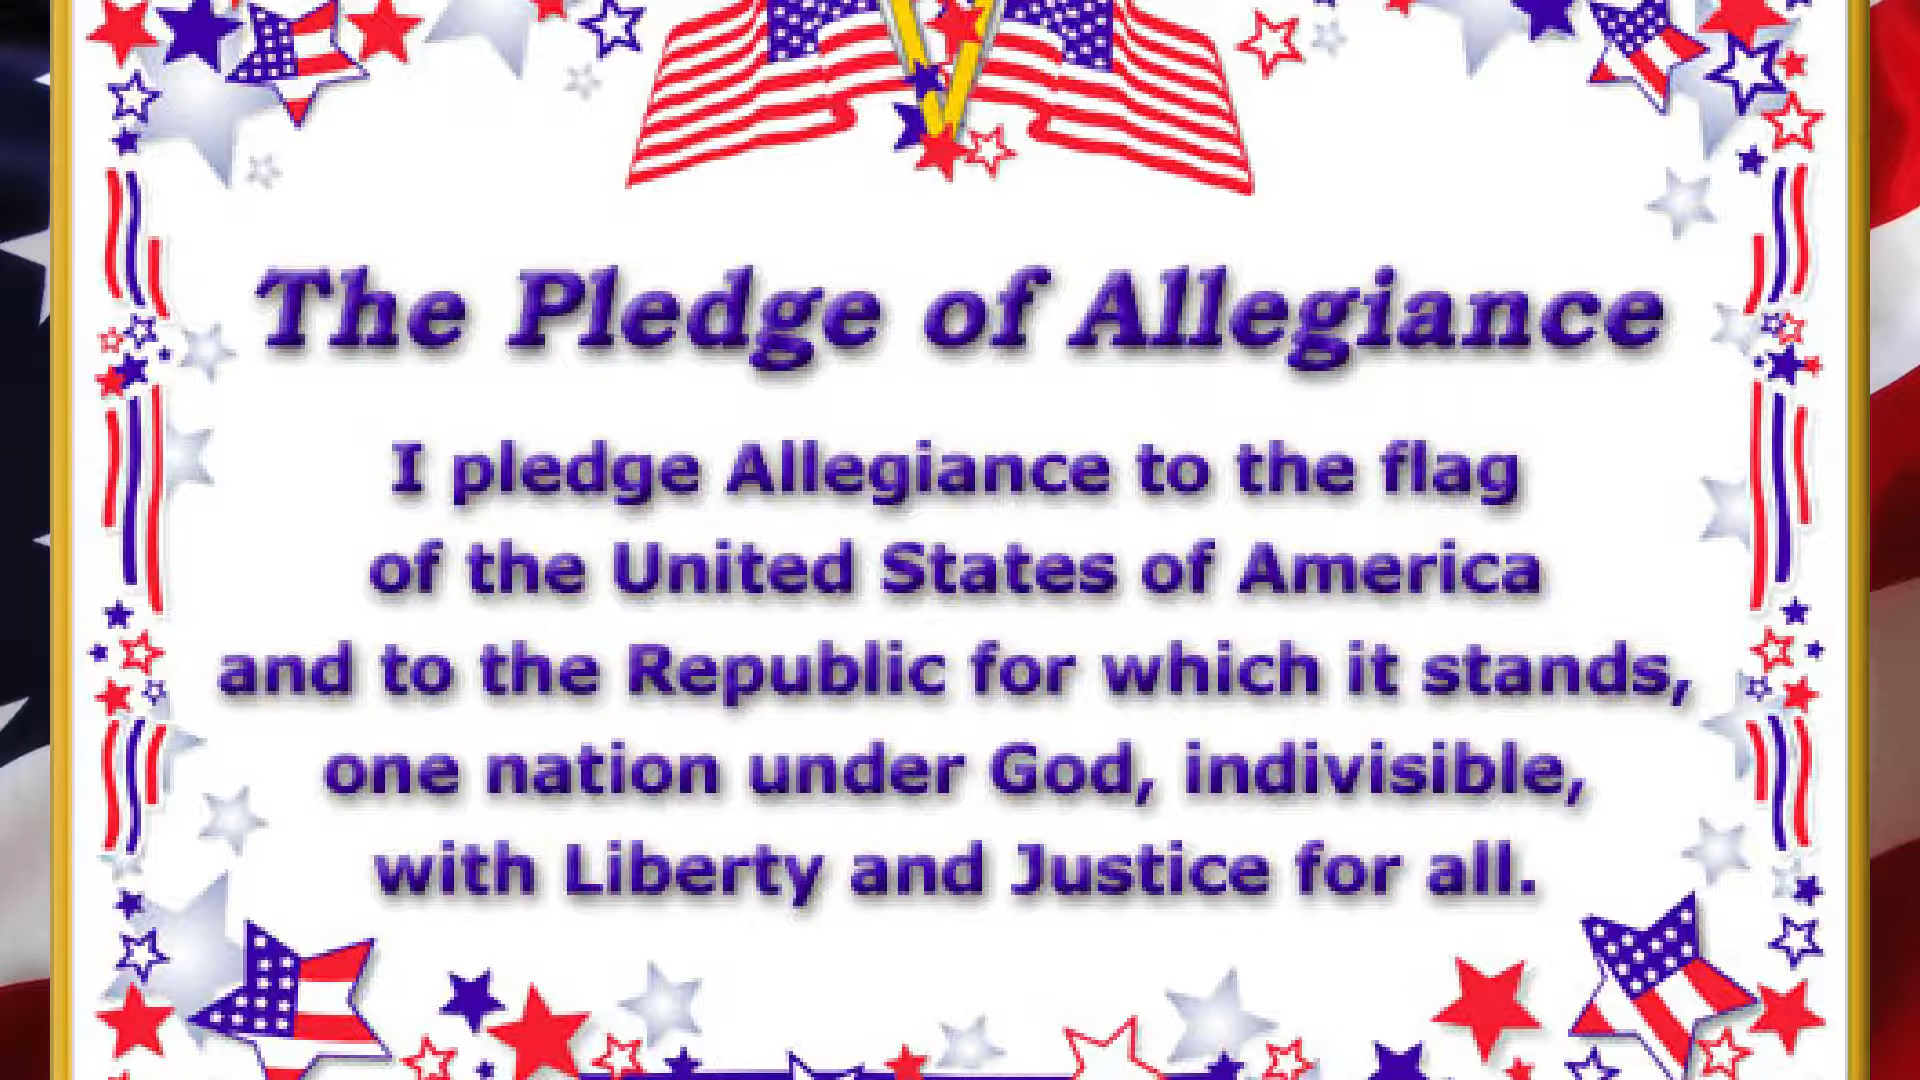 The Pledge of Allegiance
I pledge Allegiance to the flag
of the United States of America
and to the Republic for which it stands,
one nation under God, indivisible,
with Liberty and Justice for all.